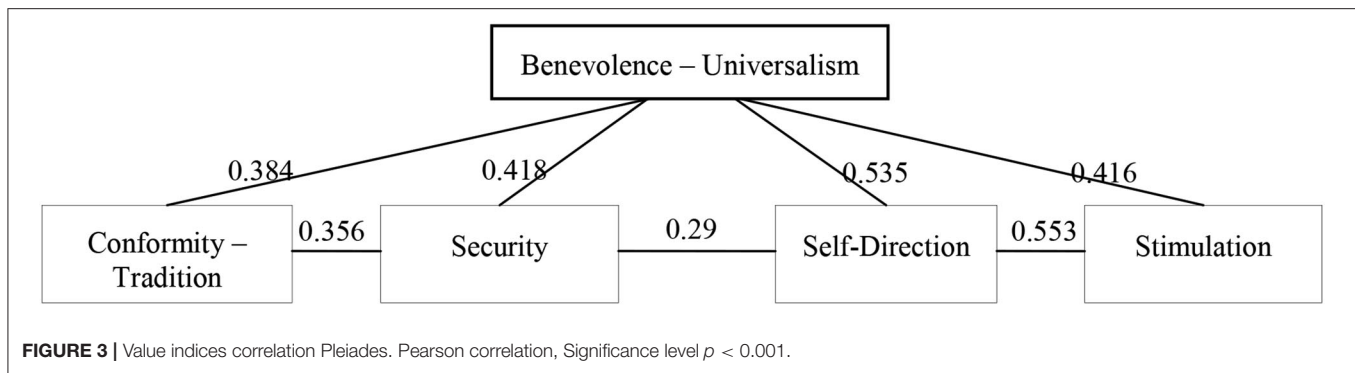 Benevolence – Universalism
0.384
0.418
0.535
0.416
Conformity –
Tradition
0.356
Security
0.29
Self-Direction
0.553
Stimulation
FIGURE 3 | Value indices correlation Pleiades. Pearson correlation, Significance level p < 0.001.